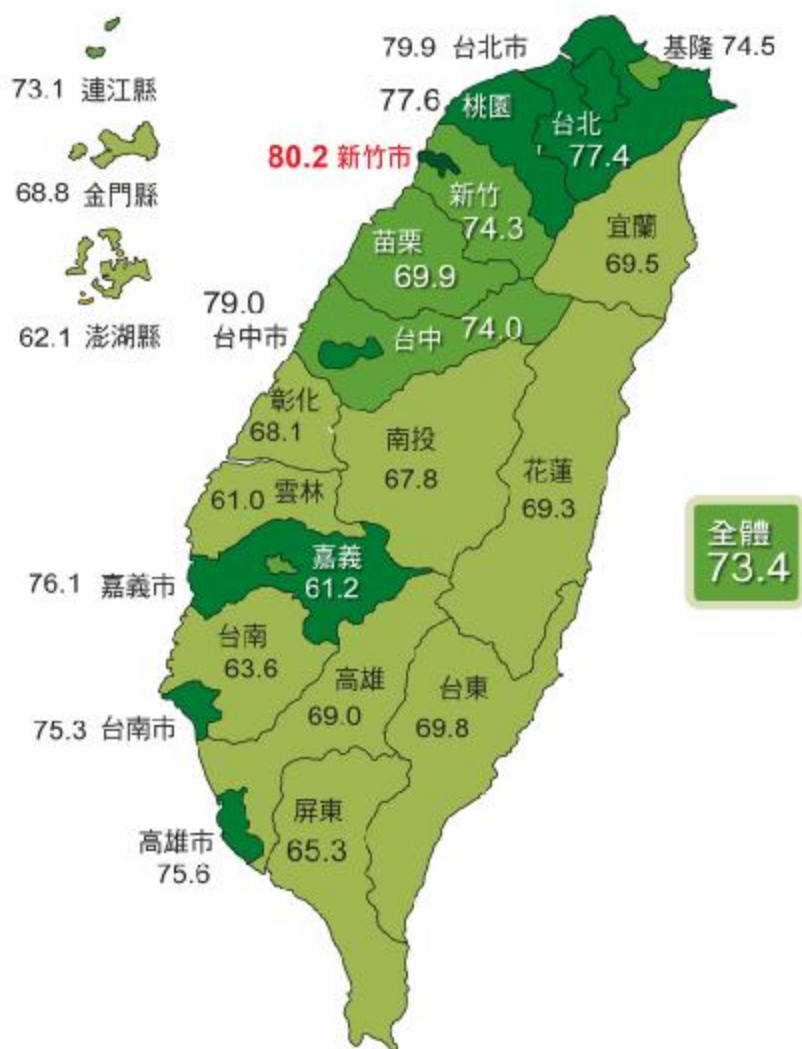 79.9 台北市
基隆 74.5
73.1 連江縣
77.6 桃園
台北
77.4
80.2 新竹市
68.8 金門縣
新竹
74.3
宜蘭
69.5
苗栗
69.9
79.0
台中市
台中 74.0
62.1 澎湖縣
彰化
68.1
南投
67.8
花蓮
69.3
61.0 雲林
全體
73.4
嘉義
61.2
76.1 嘉義市
台南
63.6
高雄
69.0
台東
69.8
75.3 台南市
屏東
65.3
高雄市
75.6